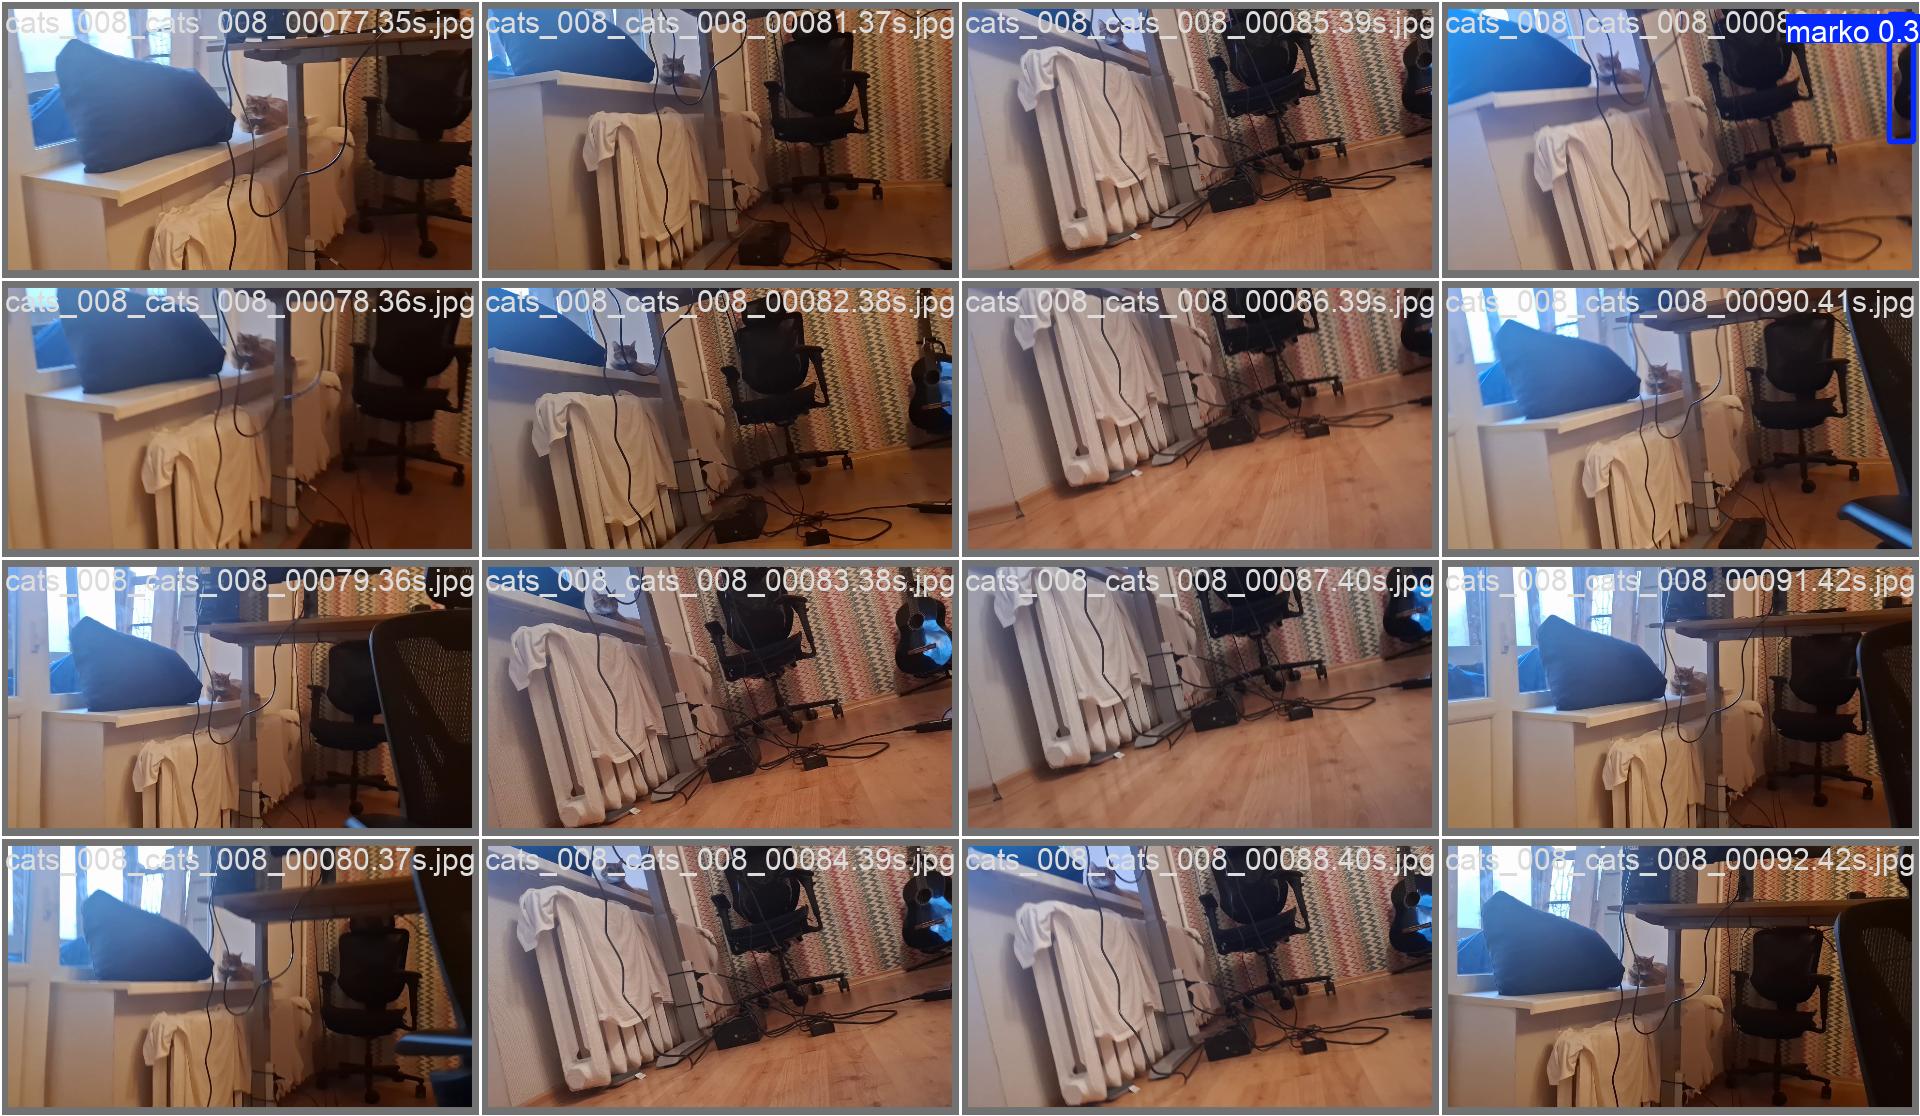 cats_008_cats_008_00077.35s.jpg
cats_008_cats_008_00081.37s.jpg
cats_008_cats_008_00085.39s.jpg
marko 0.3
cats_008_cats_008_00078.36s.jpg
cats_008_cats_008_00082.38s.jpg
cats_008_cats_008_00086.39s.jpg
cats_008_cats_008_00090.41s.jpg
cats_008_cats_008_00079.36s.jpg
cats_008_cats_008_00083.38s.jpg
cats_008_cats_008_00087.40s.jpg
cats_008_cats_008_00091.42s.jpg
cats_008_cats_008_00080.37s.jpg
cats_008_cats_008_00084.39s.jpg
cats_008_cats_008_00088.40s.jpg
cats_008_cats_008_00092.42s.jpg